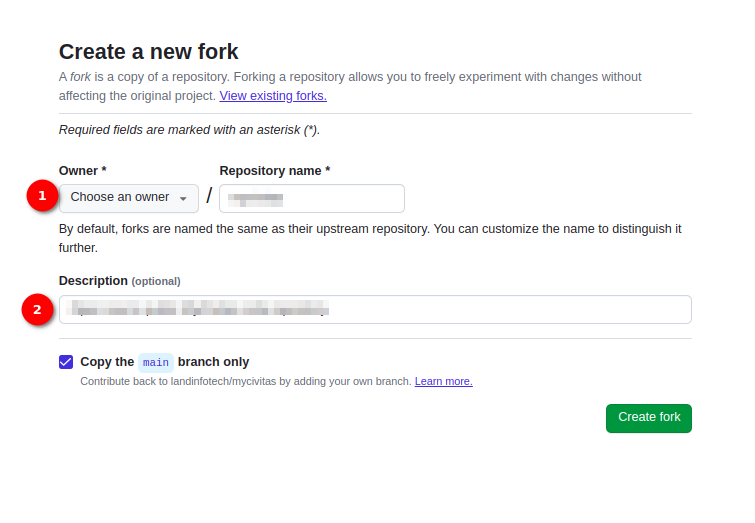 Create a new fork
A fork is a copy of a repository. Forking a repository allows you to freely experiment with changes without
affecting the original project. View existing forks.
Required fields are marked with an asterisk (*).
Owner * Repository name *
1 Choose an owner /
By default, forks are named the same as their upstream repository. You can customize the name to distinguish it
further.
Description (optional)
2
Copy the main branch only
Contribute back to landinfotech/mycivitas by adding your own branch. Learn more.
Create fork